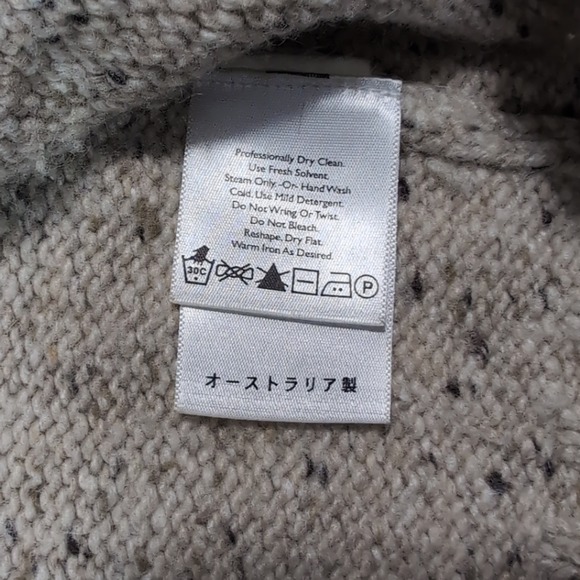 Professionally Dry Clean.
Use Fresh Solvent.
Steam Only.-Or- Hand Wash
Cold. Use Mild Detergent.
Do Not Wring Or Twist.
Do Not Bleach.
Reshape, Dry Flat.
Warm Iron As Desired.
30C P
オーストラリア製